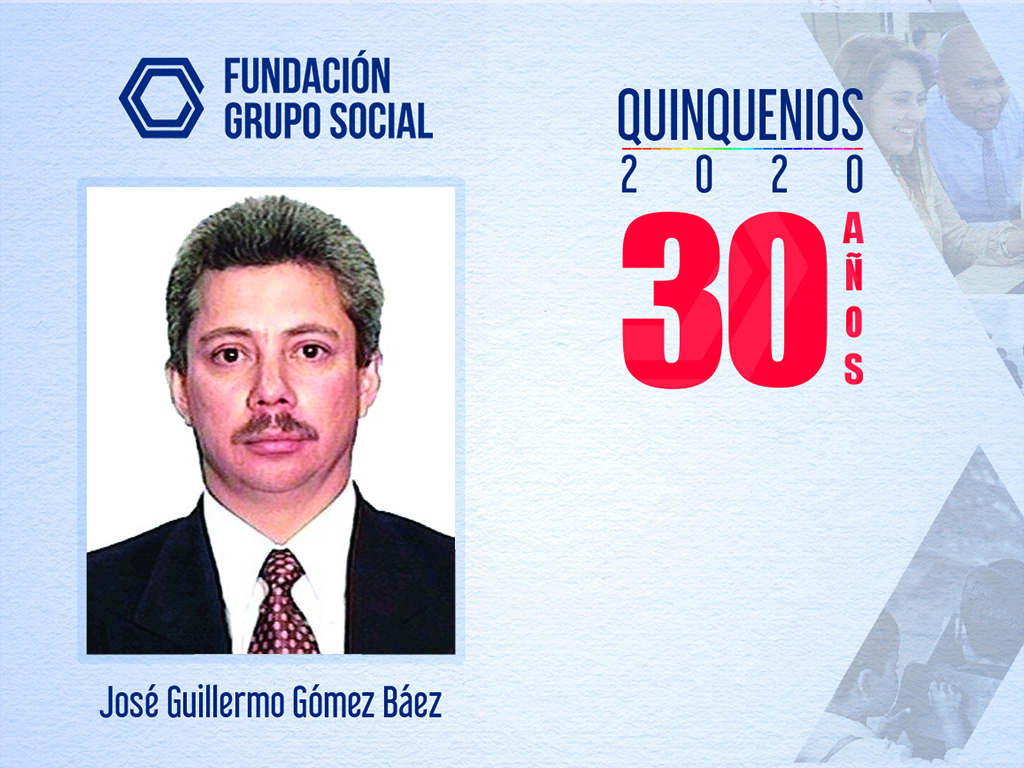 FUNDACIÓN
GRUPO SOCIAL
QUINQUENIOS
2020
30
AÑOS
José Guillermo Gómez Báez